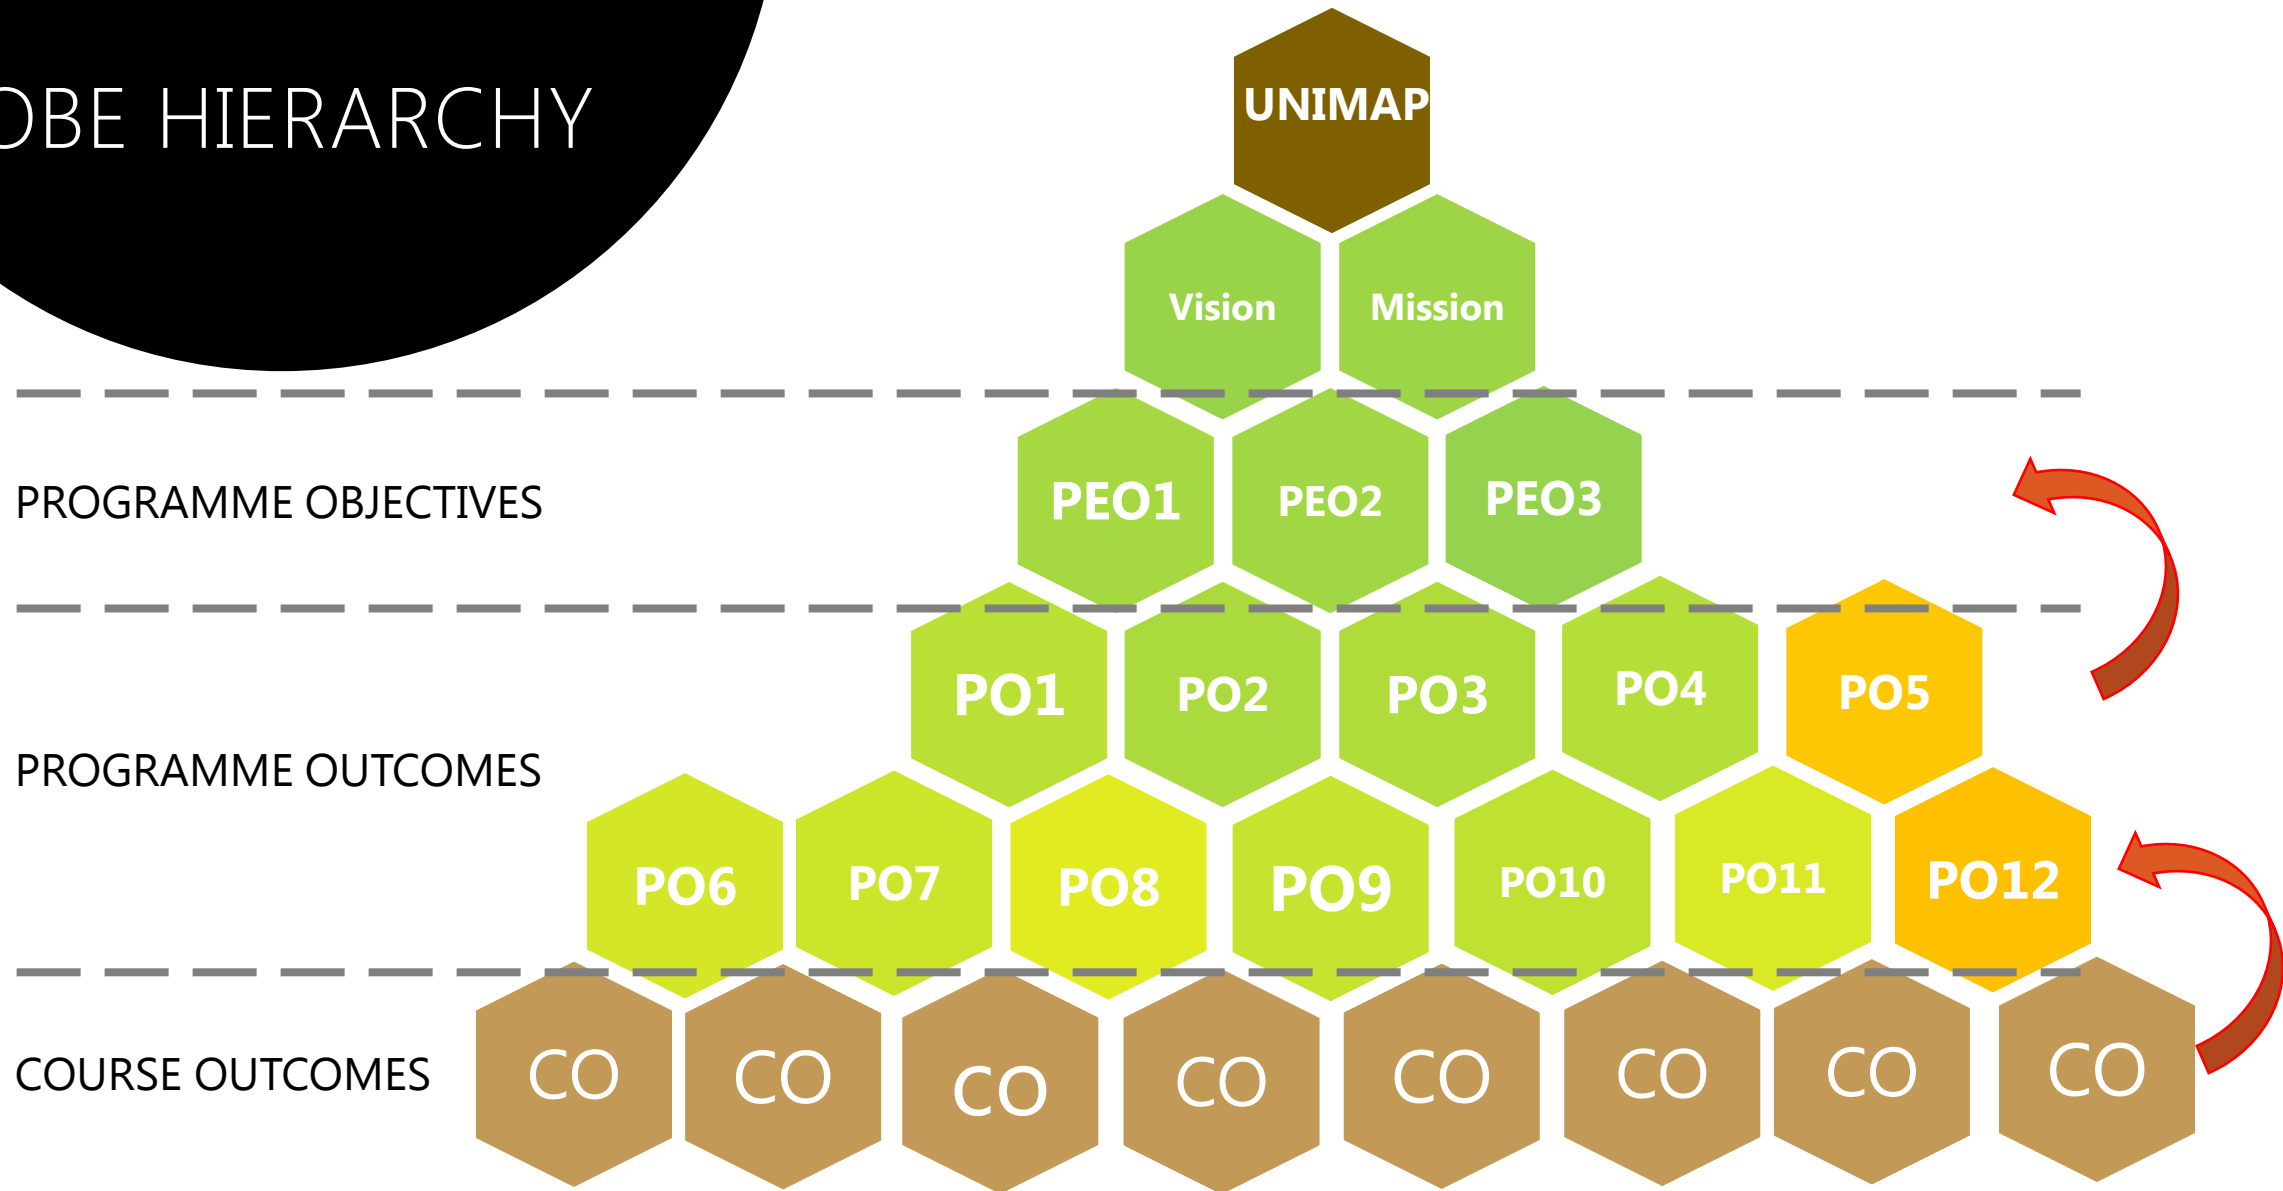 OBE HIERARCHY
UNIMAP
Vision
Mission
PROGRAMME OBJECTIVES
PEO1
PEO2
PEO3
PROGRAMME OUTCOMES
PO1
PO2
PO3
PO4
PO5
PO6
PO7
PO8
PO9
PO10
PO11
PO12
COURSE OUTCOMES
CO
CO
CO
CO
CO
CO
CO
CO